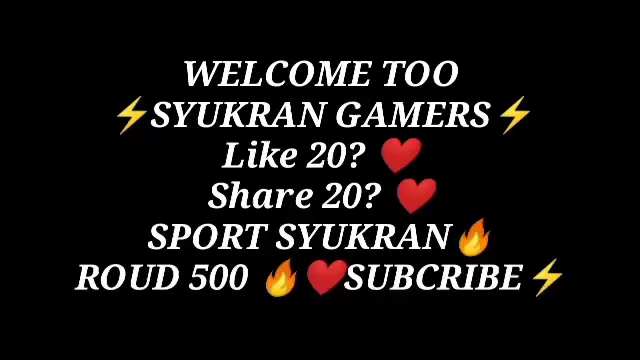 WELCOME TOO
⚡SYUKRAN GAMERS⚡
Like 20? ❤️
Share 20? ❤️
SPORT SYUKRAN🔥
ROUD 500 🔥❤️SUBCRIBE⚡